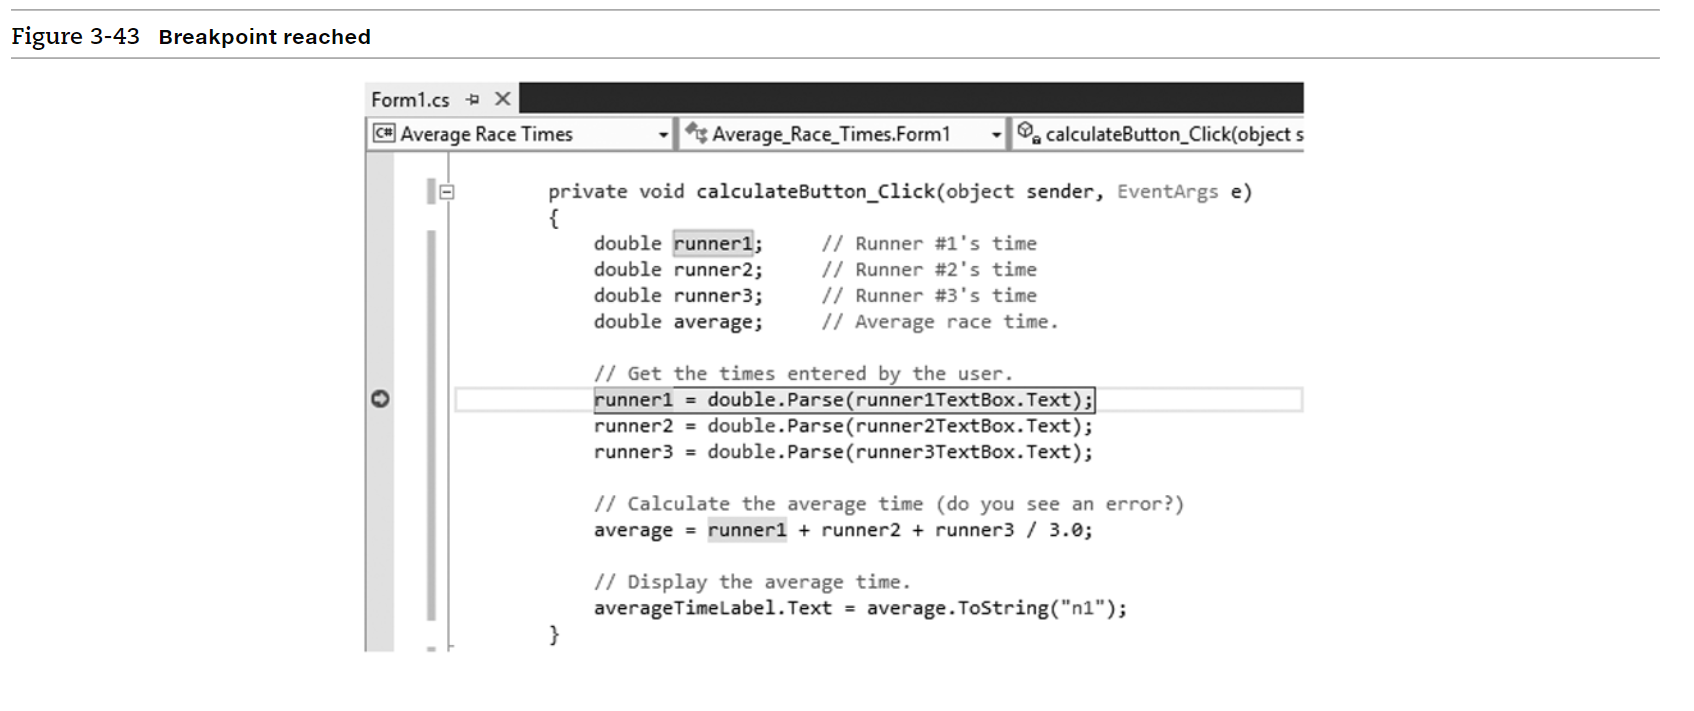 Figure 3-43 Breakpoint reached
Form1.cs
C# Average Race Times
Average_Race_Times.Form1
calculateButton_Click(object s
private void calculateButton_Click(object sender, EventArgs e)
{
double runner1; // Runner #1's time
double runner2; // Runner #2's time
double runner3; // Runner #3's time
double average; // Average race time.
// Get the times entered by the user.
runner1 = double.Parse(runner1TextBox.Text);
runner2 = double.Parse(runner2TextBox.Text);
runner3 = double.Parse(runner3TextBox.Text);
// Calculate the average time (do you see an error?)
average = runner1 + runner2 + runner3 / 3.0;
// Display the average time.
averageTimeLabel.Text = average.ToString("n1");
}